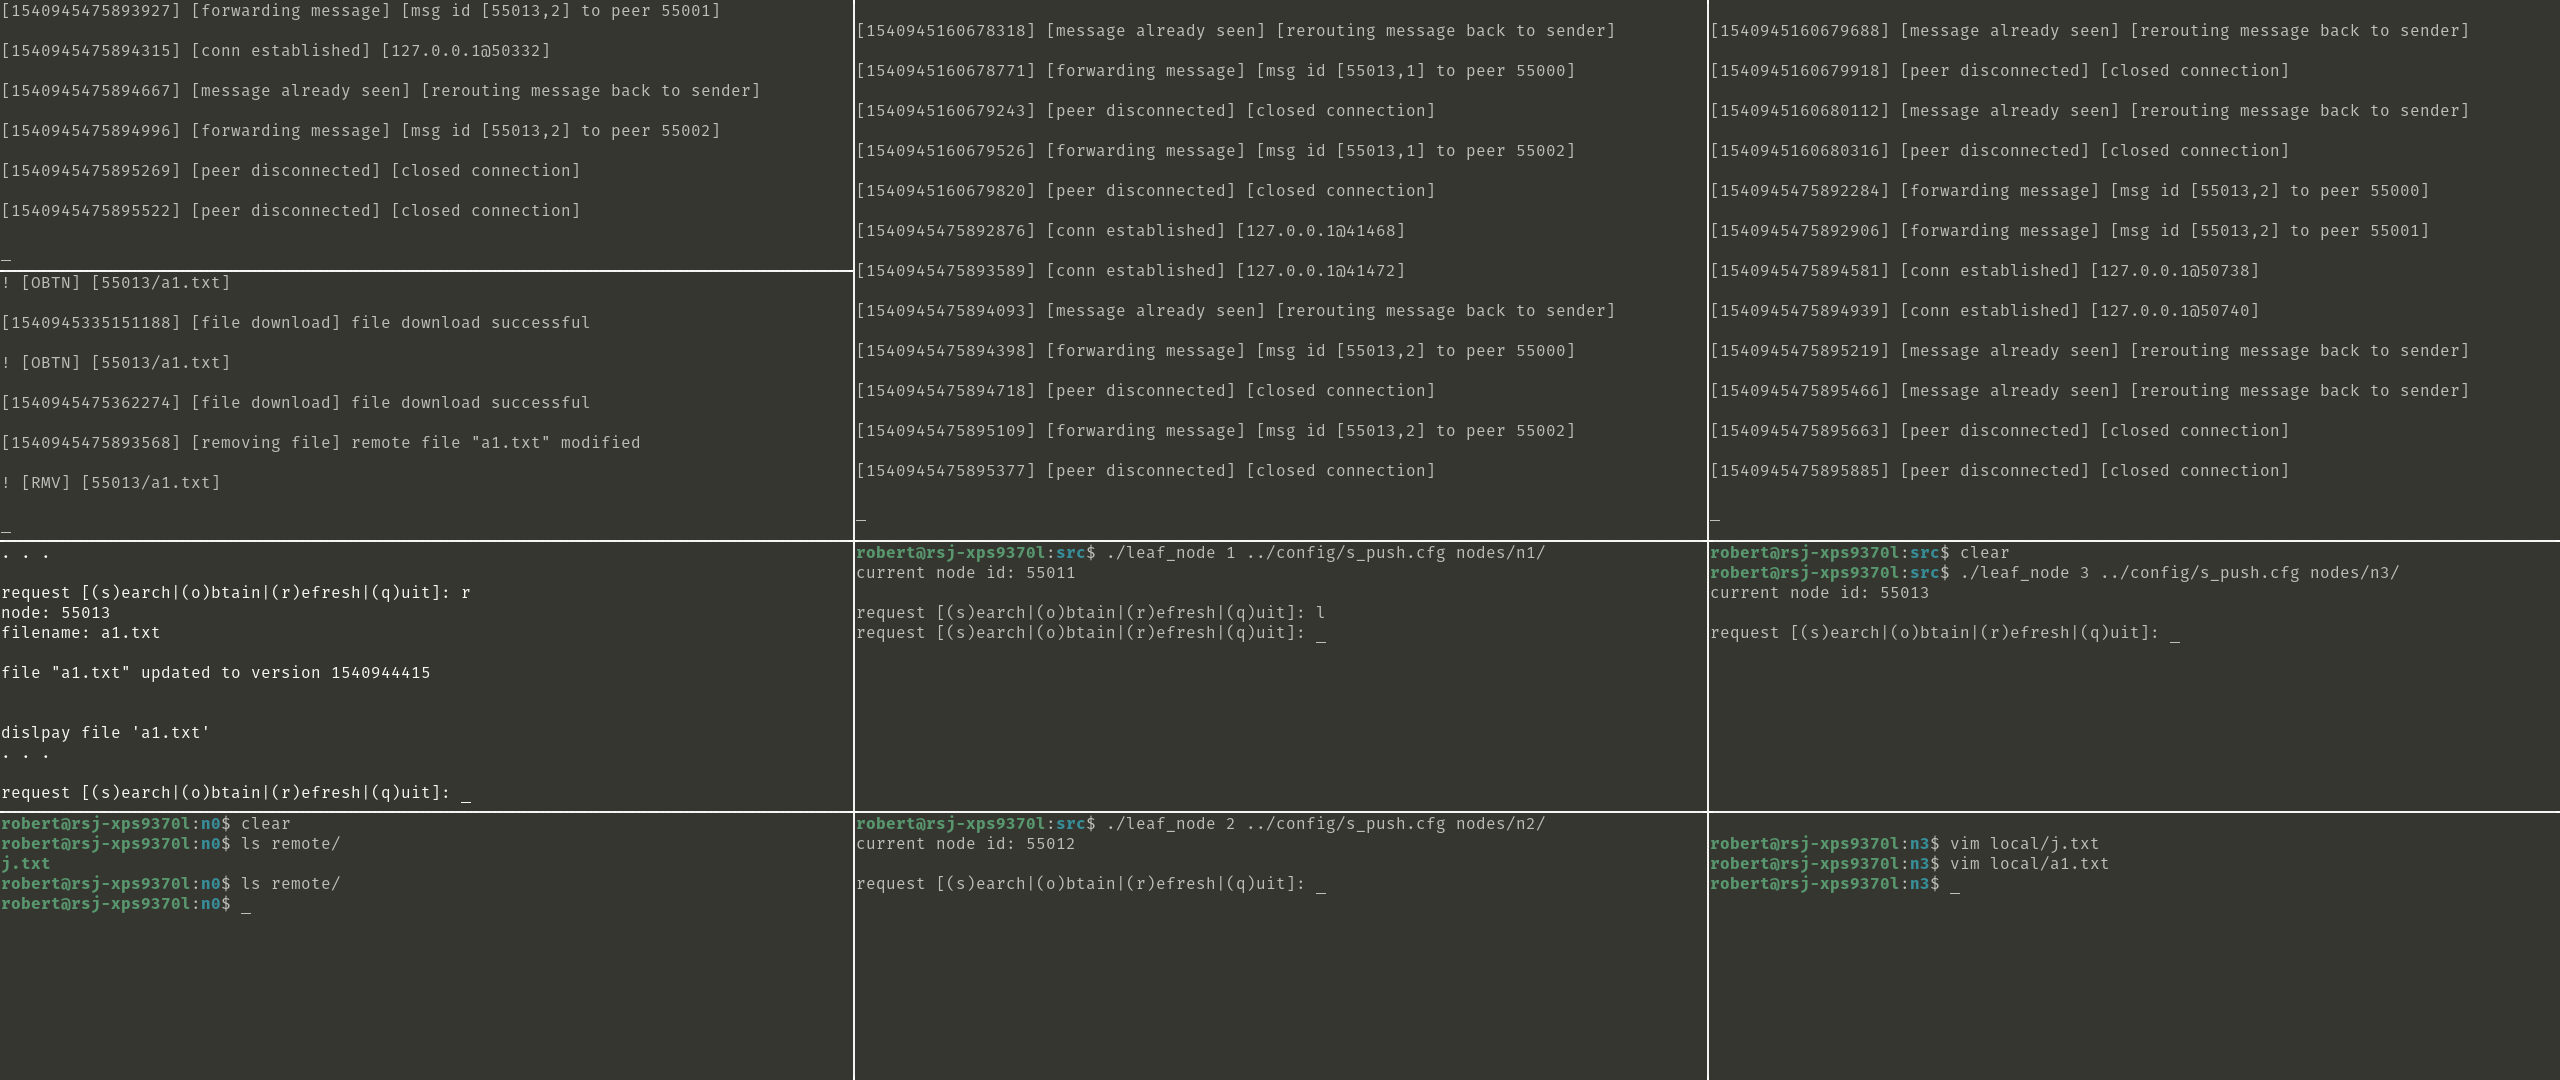 [1540945475893927] [forwarding message] [msg id [55013,2] to peer 55001]
[1540945475894315] [conn established] [127.0.0.1@50332]
[1540945475894667] [message already seen] [rerouting message back to sender]
[1540945475894996] [forwarding message] [msg id [55013,2] to peer 55002]
[1540945475895269] [peer disconnected] [closed connection]
[1540945475895522] [peer disconnected] [closed connection]
_
! [OBTN] [55013/a1.txt]
[1540945335151188] [file download] file download successful
! [OBTN] [55013/a1.txt]
[1540945475362274] [file download] file download successful
[1540945475893568] [removing file] remote file "a1.txt" modified
! [RMV] [55013/a1.txt]
_
[1540945160678318] [message already seen] [rerouting message back to sender]
[1540945160678771] [forwarding message] [msg id [55013,1] to peer 55000]
[1540945160679243] [peer disconnected] [closed connection]
[1540945160679526] [forwarding message] [msg id [55013,1] to peer 55002]
[1540945160679820] [peer disconnected] [closed connection]
[1540945475892876] [conn established] [127.0.0.1@41468]
[1540945475893589] [conn established] [127.0.0.1@41472]
[1540945475894093] [message already seen] [rerouting message back to sender]
[1540945475894398] [forwarding message] [msg id [55013,2] to peer 55000]
[1540945475894718] [peer disconnected] [closed connection]
[1540945475895109] [forwarding message] [msg id [55013,2] to peer 55002]
[1540945475895377] [peer disconnected] [closed connection]
_
[1540945160679688] [message already seen] [rerouting message back to sender]
[1540945160679918] [peer disconnected] [closed connection]
[1540945160680112] [message already seen] [rerouting message back to sender]
[1540945160680316] [peer disconnected] [closed connection]
[1540945475892284] [forwarding message] [msg id [55013,2] to peer 55000]
[1540945475892906] [forwarding message] [msg id [55013,2] to peer 55001]
[1540945475894581] [conn established] [127.0.0.1@50738]
[1540945475894939] [conn established] [127.0.0.1@50740]
[1540945475895219] [message already seen] [rerouting message back to sender]
[1540945475895466] [message already seen] [rerouting message back to sender]
[1540945475895663] [peer disconnected] [closed connection]
[1540945475895885] [peer disconnected] [closed connection]
_
. . .
request [(s)earch|(o)btain|(r)efresh|(q)uit]: r
node: 55013
filename: a1.txt
file "a1.txt" updated to version 1540944415
dislpay file 'a1.txt'
. . .
request [(s)earch|(o)btain|(r)efresh|(q)uit]: _
robert@rsj-xps9370l:src$ ./leaf_node 1 ../config/s_push.cfg nodes/n1/
current node id: 55011
request [(s)earch|(o)btain|(r)efresh|(q)uit]: l
request [(s)earch|(o)btain|(r)efresh|(q)uit]: _
robert@rsj-xps9370l:src$ clear
robert@rsj-xps9370l:src$ ./leaf_node 3 ../config/s_push.cfg nodes/n3/
current node id: 55013
request [(s)earch|(o)btain|(r)efresh|(q)uit]: _
robert@rsj-xps9370l:n0$ clear
robert@rsj-xps9370l:n0$ ls remote/
j.txt
robert@rsj-xps9370l:n0$ ls remote/
robert@rsj-xps9370l:n0$ _
robert@rsj-xps9370l:src$ ./leaf_node 2 ../config/s_push.cfg nodes/n2/
current node id: 55012
request [(s)earch|(o)btain|(r)efresh|(q)uit]: _
robert@rsj-xps9370l:n3$ vim local/j.txt
robert@rsj-xps9370l:n3$ vim local/a1.txt
robert@rsj-xps9370l:n3$ _